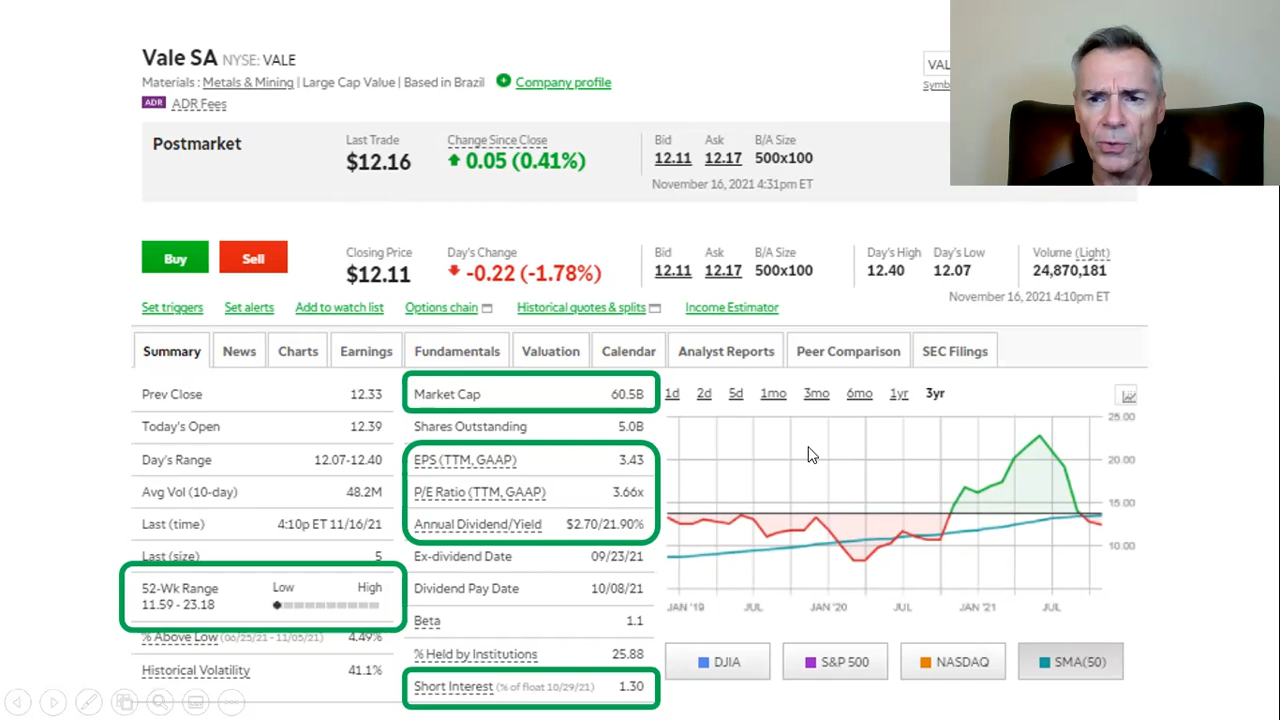 Vale SA NYSE: VALE
Materials : Metals & Mining | Large Cap Value | Based in Brazil Company profile
VAL
Symb
ADR ADR Fees
Postmarket
Last Trade Change Since Close Bid Ask B/A Size
$12.16 0.05 (0.41%) 12.11 12.17 500x100
November 16, 2021 4:31pm ET
Buy Sell
Closing Price Day's Change Bid Ask B/A Size Day's High Day's Low Volume (Light)
$12.11 -0.22 (-1.78%) 12.11 12.17 500x100 12.40 12.07 24,870,181
November 16, 2021 4:10pm ET
Set triggers Set alerts Add to watch list Options chain Historical quotes & splits Income Estimator
Summary News Charts Earnings Fundamentals Valuation Calendar Analyst Reports Peer Comparison SEC Filings
Prev Close 12.33
Today's Open 12.39
Day's Range 12.07-12.40
Avg Vol (10-day) 48.2M
Last (time) 4:10p ET 11/16/21
Last (size) 5
52-Wk Range Low High
11.59 - 23.18
% Above Low (06/25/21 - 11/05/21) 4.49%
Historical Volatility 41.1%
Market Cap 60.5B
Shares Outstanding 5.0B
EPS (TTM, GAAP) 3.43
P/E Ratio (TTM, GAAP) 3.66x
Annual Dividend/Yield $2.70/21.90%
Ex-dividend Date 09/23/21
Dividend Pay Date 10/08/21
Beta 1.1
% Held by Institutions 25.88
Short Interest (% of float 10/29/21) 1.30
1d 2d 5d 1mo 3mo 6mo 1yr 3yr
25.00
20.00
15.00
10.00
JAN '19 JUL JAN '20 JUL JAN '21 JUL
DJIA S&P 500 NASDAQ SMA(50)